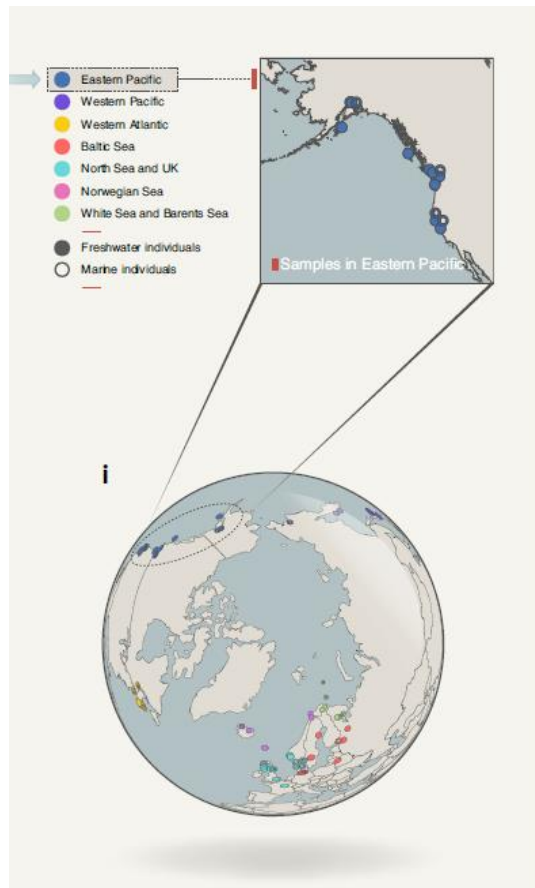 Eastern Pacific
Western Pacific
Western Atlantic
Baltic Sea
North Sea and UK
Norwegian Sea
White Sea and Barents Sea
Freshwater individuals
Marine individuals
Samples in Eastern Pacific
i